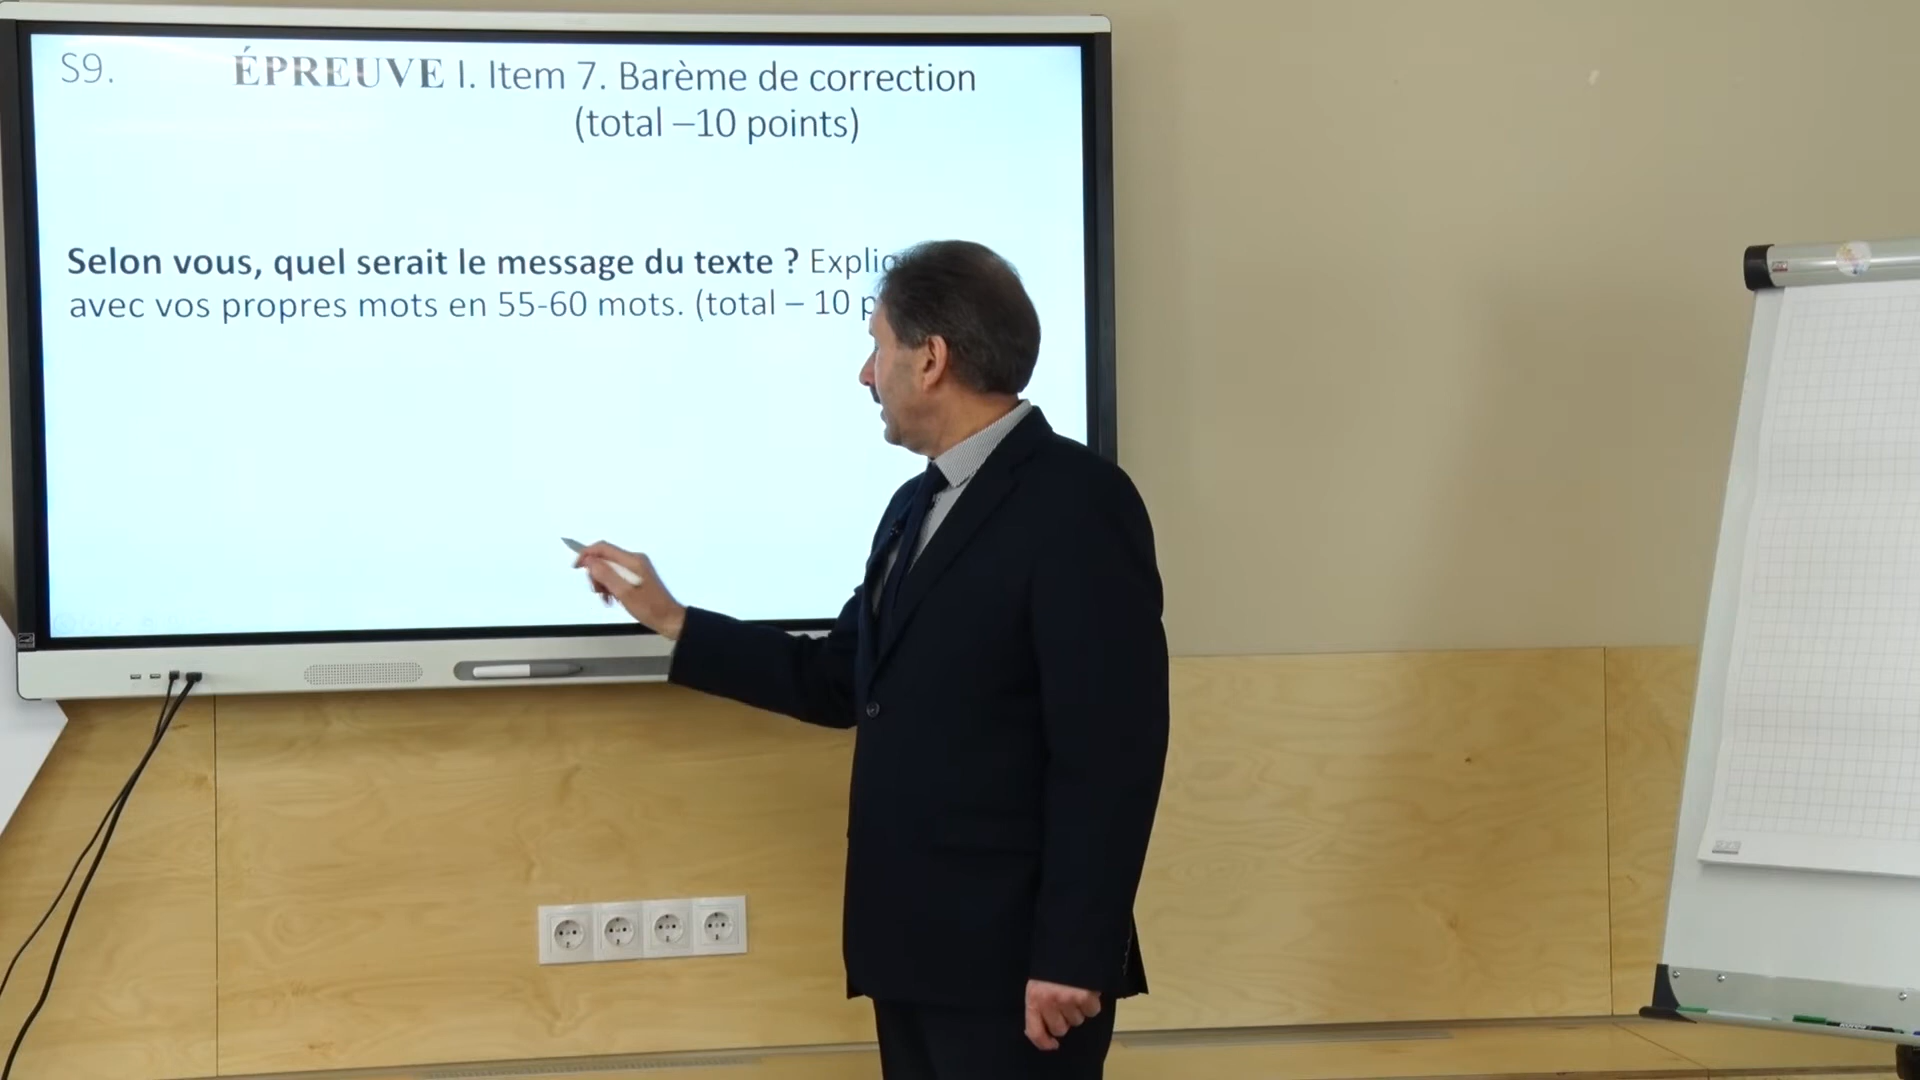 S9. ÉPREUVE I. Item 7. Barème de correction
(total –10 points)
Selon vous, quel serait le message du texte ?
avec vos propres mots en 55-60 mots. (total – 10